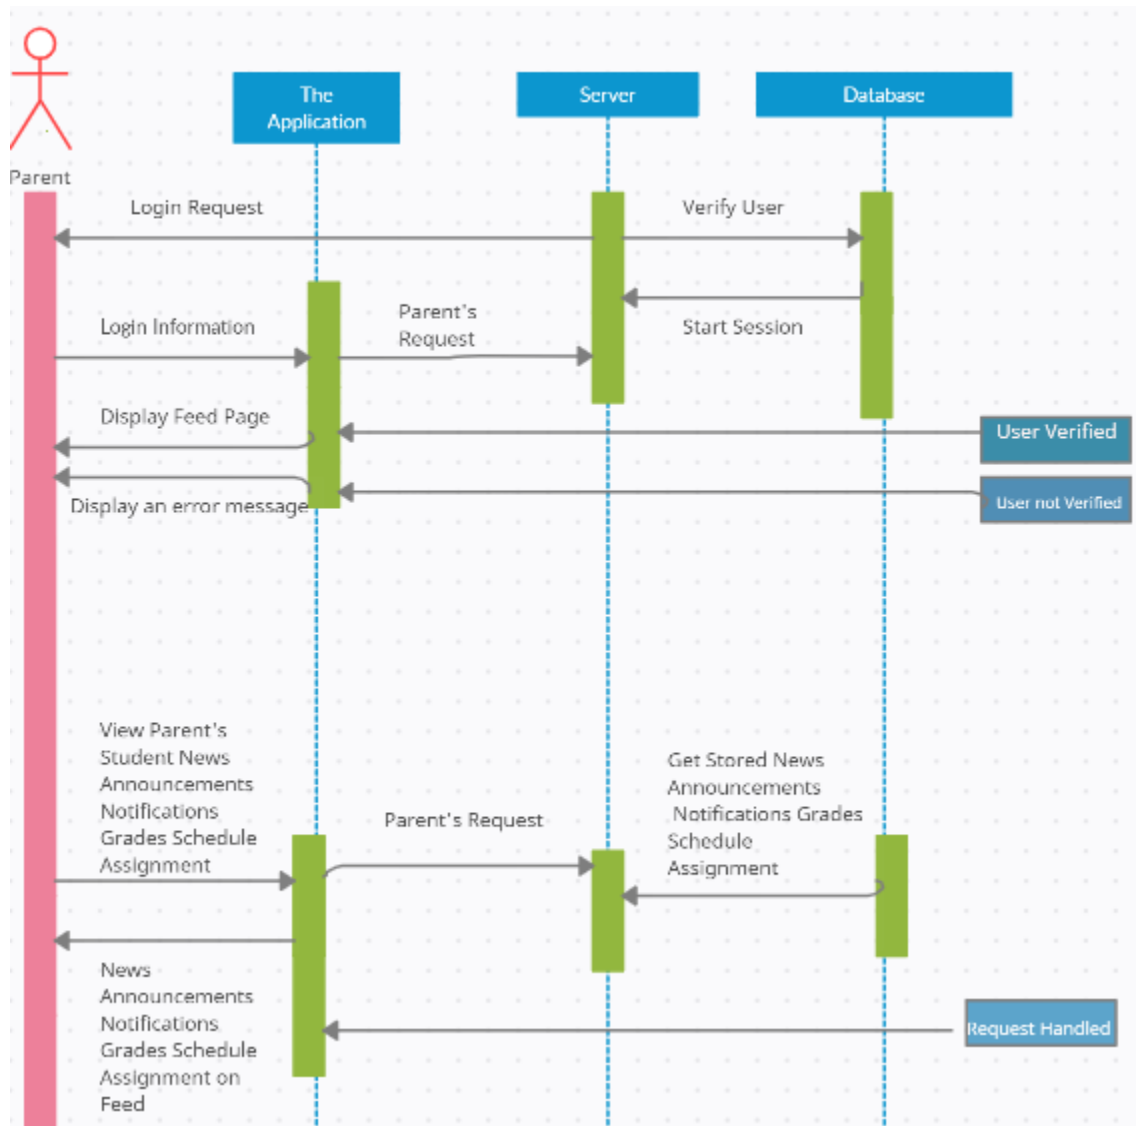 The
Application
Server
Database
Parent
Login Request
Verify User
Parent's
Request
Login Information
Start Session
Display Feed Page
User Verified
Display an error message
User not Verified
View Parent's
Student News
Announcements
Notifications
Grades Schedule
Assignment
Parent's Request
Get Stored News
Announcements
Notifications Grades
Schedule
Assignment
News
Announcements
Notifications
Grades Schedule
Assignment on
Feed
Request Handled